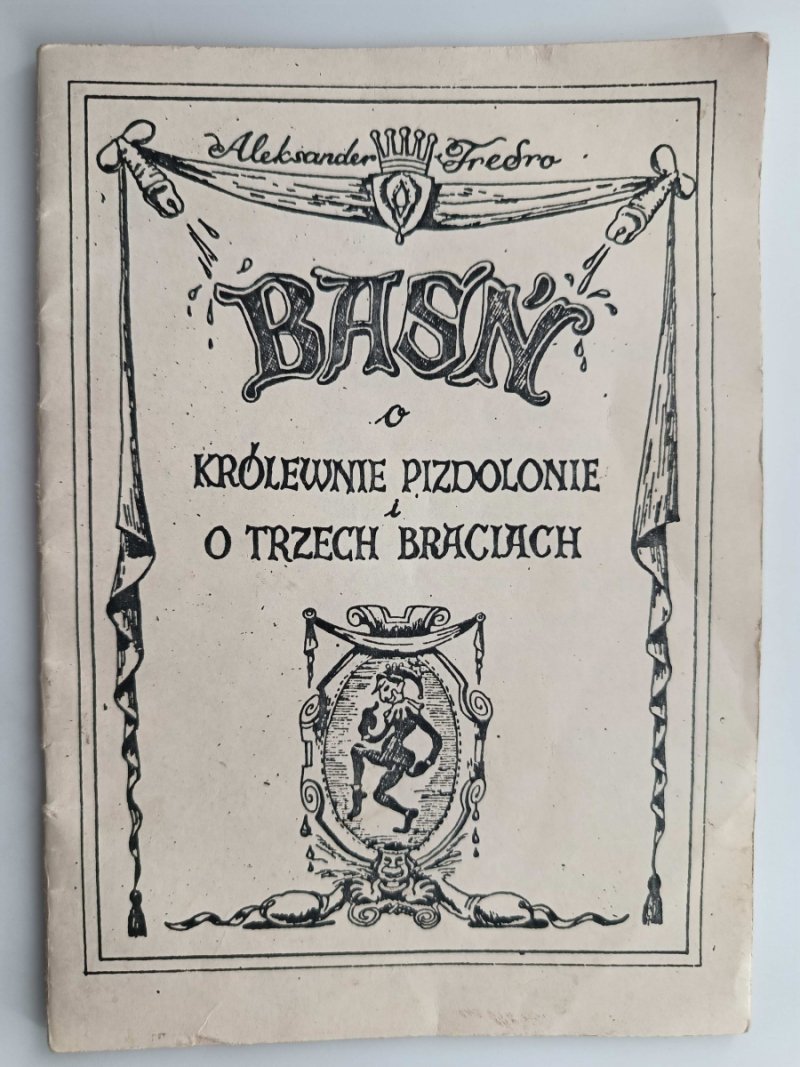 Aleksander Fredro
BAŚŃ
o
KRÓLEWNIE PIZDOLONIE
i
O TRZECH BRACIACH